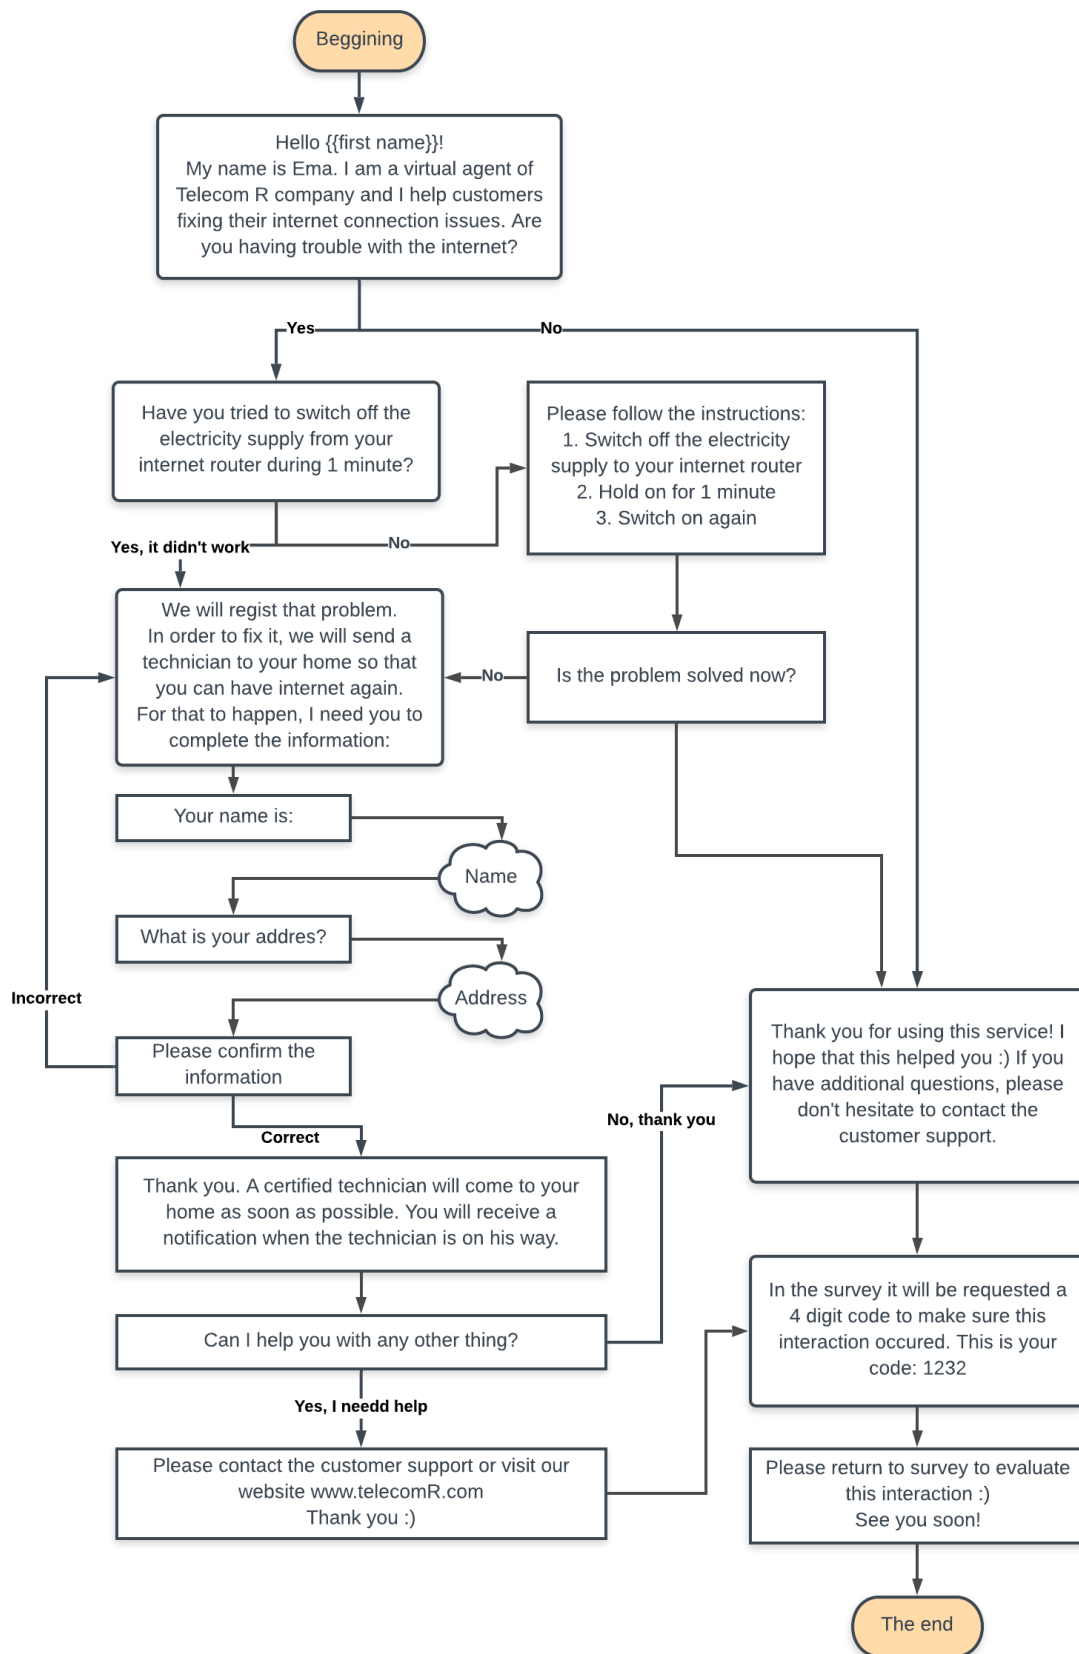 Beggining
Hello {{first name}}!
My name is Ema. I am a virtual agent of
Telecom R company and I help customers
fixing their internet connection issues. Are
you having trouble with the internet?
Yes
No
Have you tried to switch off the
electricity supply from your
internet router during 1 minute?
Please follow the instructions:
1. Switch off the electricity
supply to your internet router
2. Hold on for 1 minute
3. Switch on again
Yes, it didn't work
No
We will regist that problem.
In order to fix it, we will send a
technician to your home so that
you can have internet again.
For that to happen, I need you to
complete the information:
No
Is the problem solved now?
Your name is:
Name
What is your addres?
Address
Incorrect
Please confirm the
information
Correct
Thank you for using this service! I
hope that this helped you :) If you
have additional questions, please
don't hesitate to contact the
customer support.
No, thank you
Thank you. A certified technician will come to your
home as soon as possible. You will receive a
notification when the technician is on his way.
In the survey it will be requested a
4 digit code to make sure this
interaction occured. This is your
code: 1232
Can I help you with any other thing?
Yes, I needd help
Please contact the customer support or visit our
website www.telecomR.com
Thank you :)
Please return to survey to evaluate
this interaction :)
See you soon!
The end